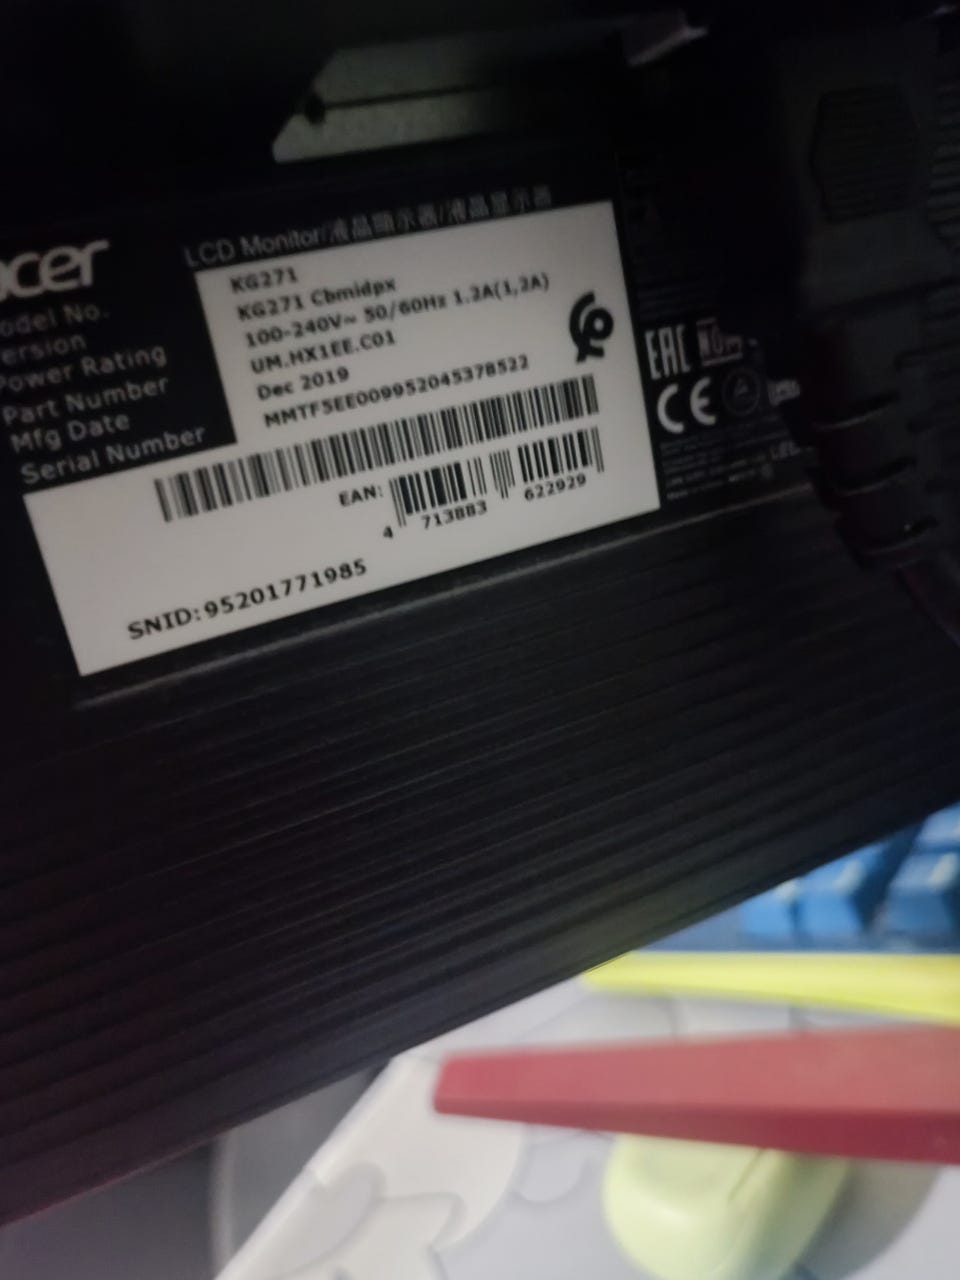 acer
LCD Monitor/液晶顯示器/液晶显示器
Model No. KG271
Version KG271 Cbmidpx
Power Rating 100-240V~ 50/60Hz 1.2A(1,2A)
Part Number UM.HX1EE.C01
Mfg Date Dec 2019
Serial Number MMTF5EE009952045378522
EAN:
4 713883 622929
SNID:95201771985
EAC
CE